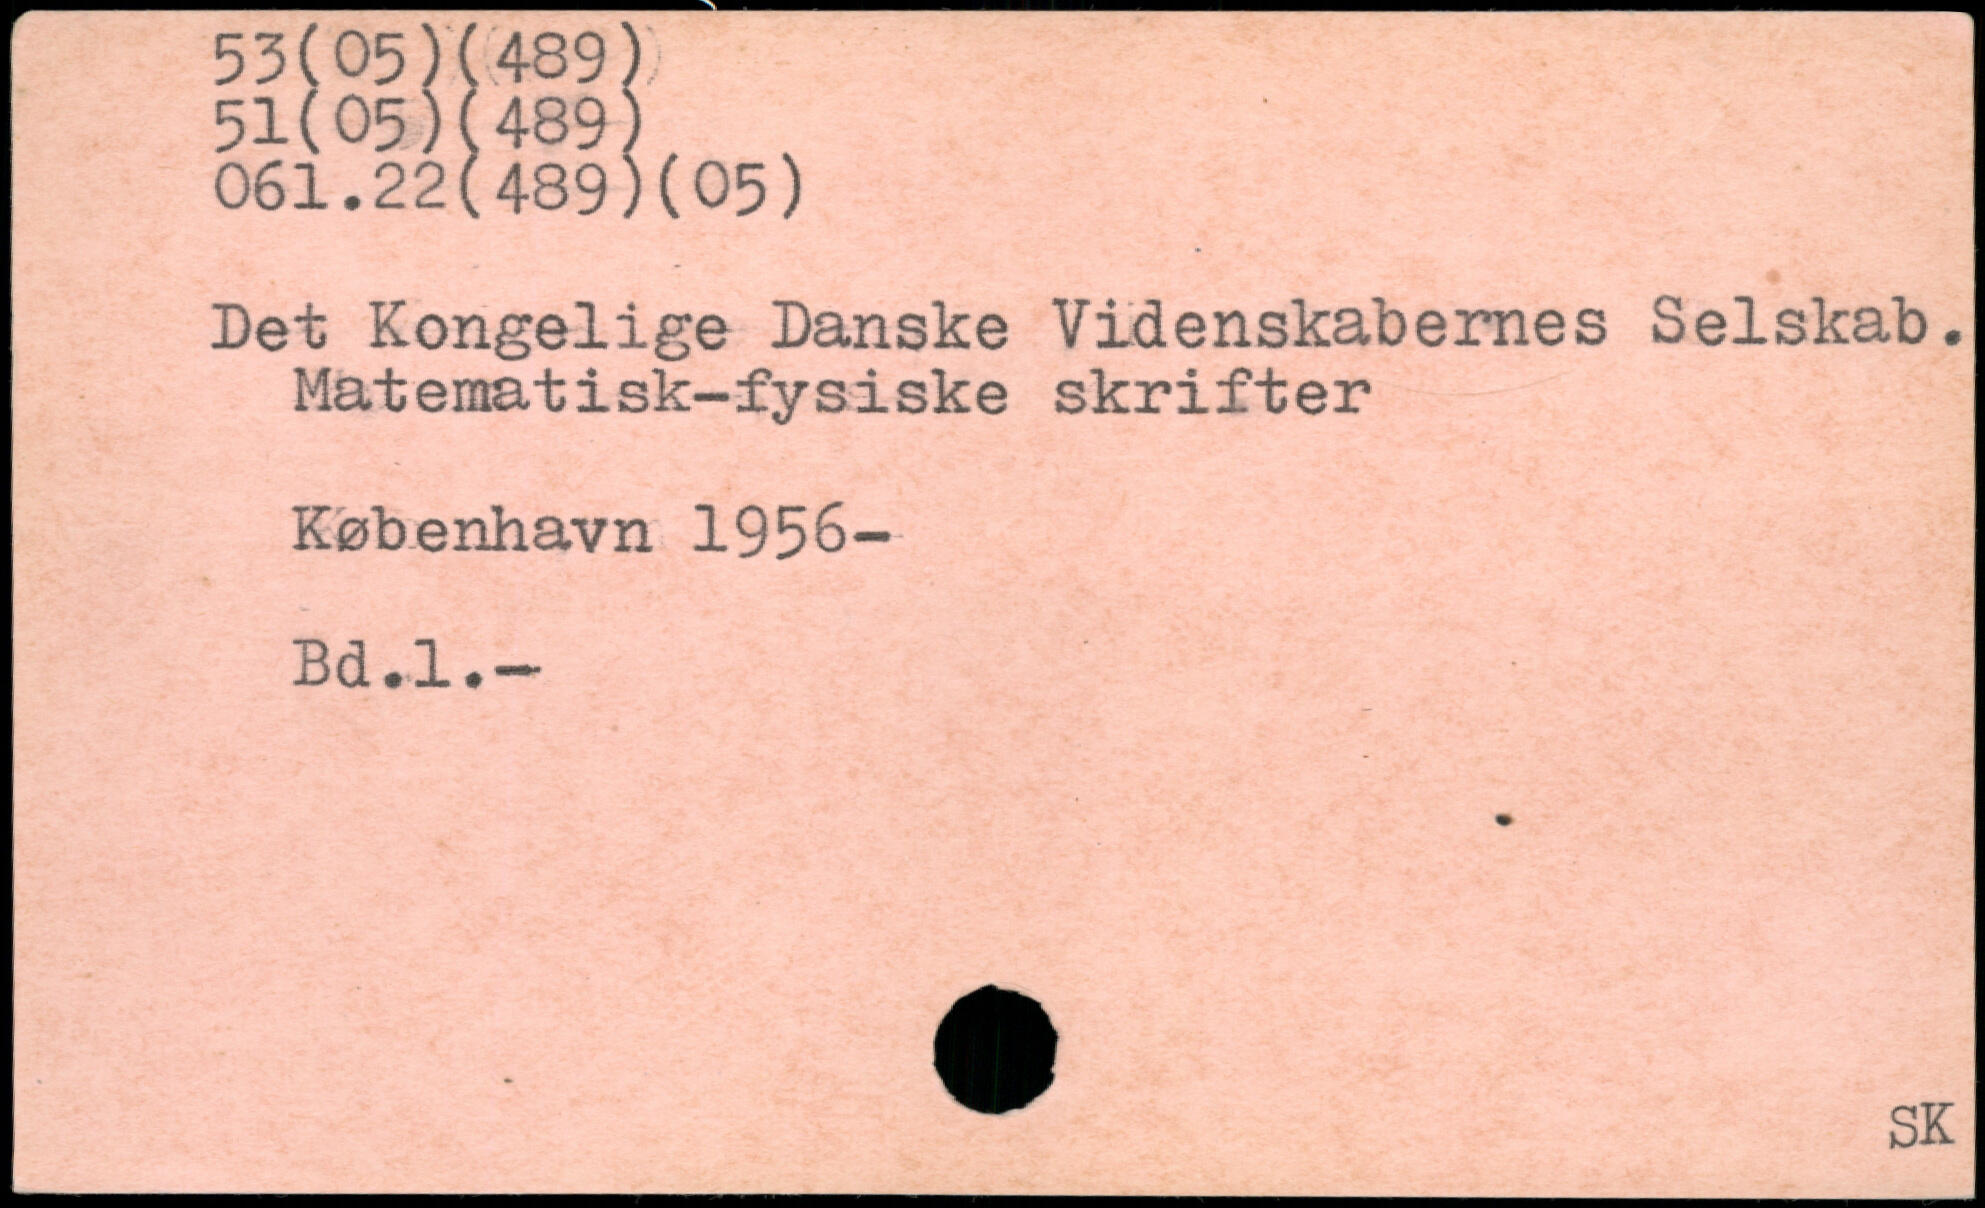 53(05)(489)
51(05)(489)
061.22(489)(05)
Det Kongelige Danske Videnskabernes Selskab.
Matematisk-fysiske skrifter
København 1956-
Bd.1.-
SK